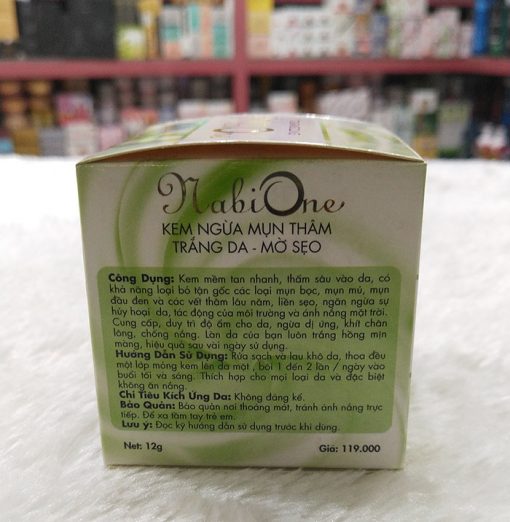 NabiOne
KEM NGỪA MỤN THÂM
TRẮNG DA - MỜ SẸO
Công Dụng: Kem mềm tan nhanh, thấm sâu vào da, có
khả năng loại bỏ tận gốc các loại mụn bọc, mụn mủ, mụn
đầu đen và các vết thâm lâu năm, liền sẹo, ngăn ngừa sự
hủy hoại da, tác động của môi trường và ánh nắng mặt trời.
Cung cấp, duy trì độ ẩm cho da, ngừa dị ứng, khít chân
lông, chống nắng. Làn da của bạn luôn trắng hồng mịn
màng, hiệu quả sau vài ngày sử dụng.
Hướng Dẫn Sử Dụng: Rửa sạch và lau khô da, thoa đều
một lớp mỏng kem lên da mặt, bôi 1 đến 2 lần / ngày vào
buổi tối và sáng. Thích hợp cho mọi loại da và đặc biệt
không ăn nắng.
Chỉ Tiêu Kích Ứng Da: Không đáng kể.
Bảo Quản: Bảo quản nơi thoáng mát, tránh ánh nắng trực
tiếp. Để xa tầm tay trẻ em.
Lưu ý: Đọc kỹ hướng dẫn sử dụng trước khi dùng.
Net: 12g Giá: 119.000